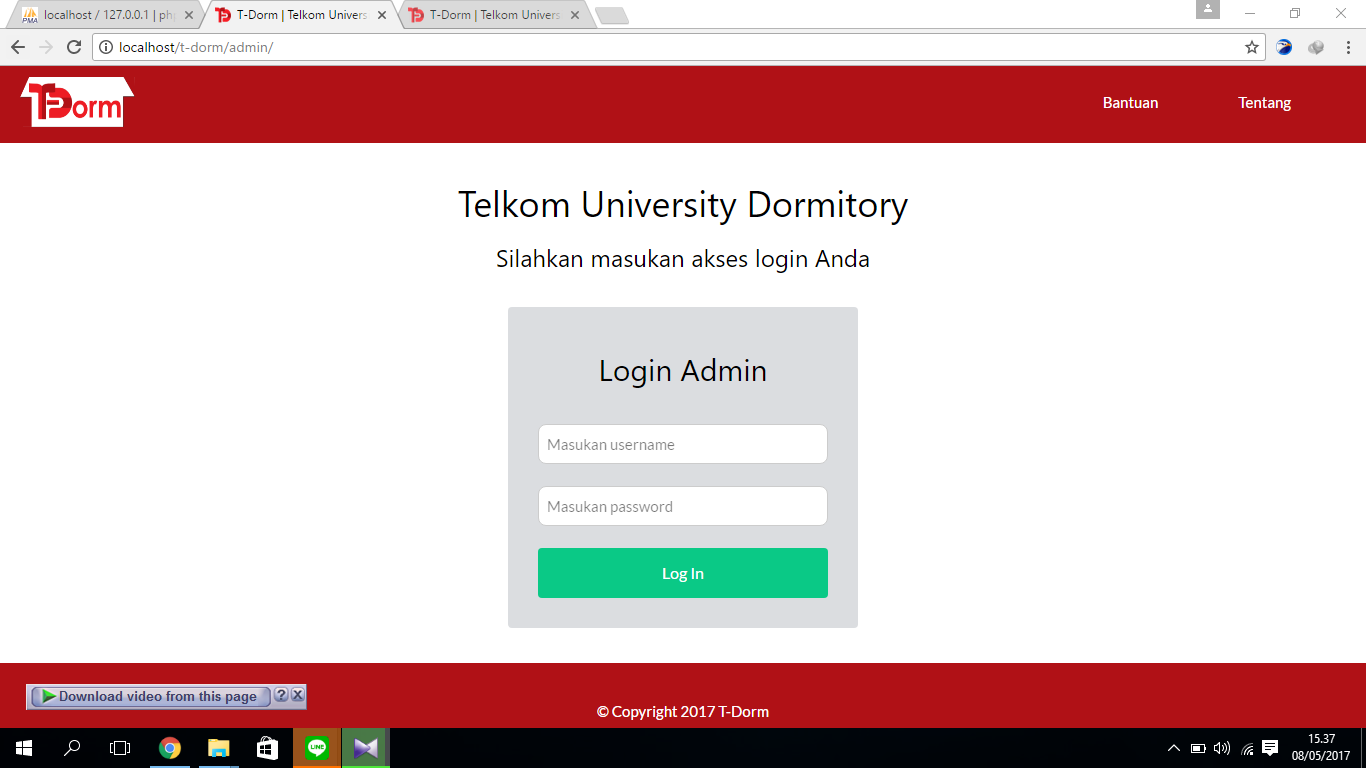 localhost / 127.0.0.1 | ph
T-Dorm | Telkom Univers
T-Dorm | Telkom Univers
localhost/t-dorm/admin/
T-Dorm
Bantuan
Tentang
Telkom University Dormitory
Silahkan masukan akses login Anda
Login Admin
Masukan username
Masukan password
Log In
Download video from this page
© Copyright 2017 T-Dorm
LINE
15.37
08/05/2017